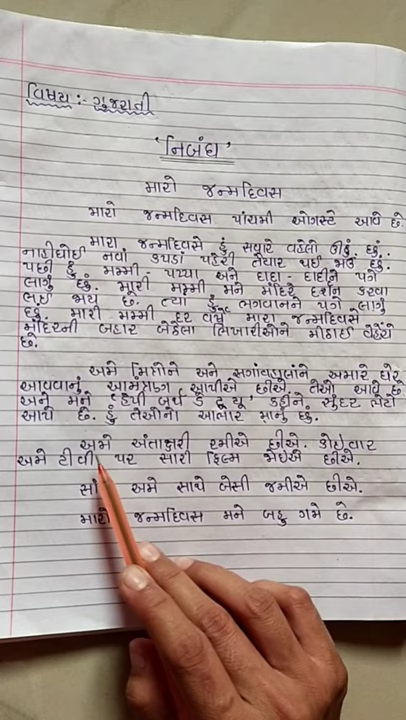 વિષય :- ગુજરાતી
'નિબંધ'
મારો જન્મદિવસ
મારો જન્મદિવસ પાંચમી ઓગસ્ટે આવે છે.
મારા જન્મદિવસે હું સવારે વહેલો ઊઠું છું.
નાહીધોઈ નવાં કપડાં પહેરી તૈયાર થઈ જાઉં છું.
પછી હું મમ્મી - પપ્પા અને દાદા - દાદીને પગે
લાગું છું. મારી મમ્મી મને મંદિરે દર્શન કરવા
લઈ જાય છે. ત્યાં હું ભગવાનને પગે લાગું
છું. મારી મમ્મી દર વર્ષે મારા જન્મદિવસે
મંદિરની બહાર બેઠેલા ભિખારીઓને મીઠાઈ વહેંચે
છે.
અમે મિત્રોને અને સગાંવહાલાંને અમારે ઘેર
આવવાનું આમંત્રણ આપીએ છીએ. તેઓ આવે છે
અને મને 'હેપી બર્થ ડે ટૂ યૂ' કહીને સુંદર ભેટો
આપે છે. હું તેઓનો આભાર માનું છું.
અમે અંતાક્ષરી રમીએ છીએ. કોઈવાર
અમે ટીવી પર સારી ફિલ્મ જોઈએ છીએ.
અમે સાથે બેસી જમીએ છીએ.
મારો જન્મદિવસ મને બહુ ગમે છે.